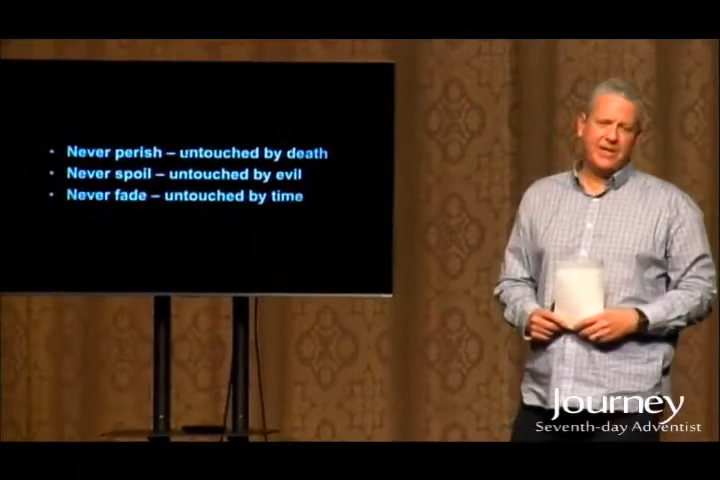 • Never perish – untouched by death
• Never spoil – untouched by evil
• Never fade – untouched by time
Journey
Seventh-day Adventist